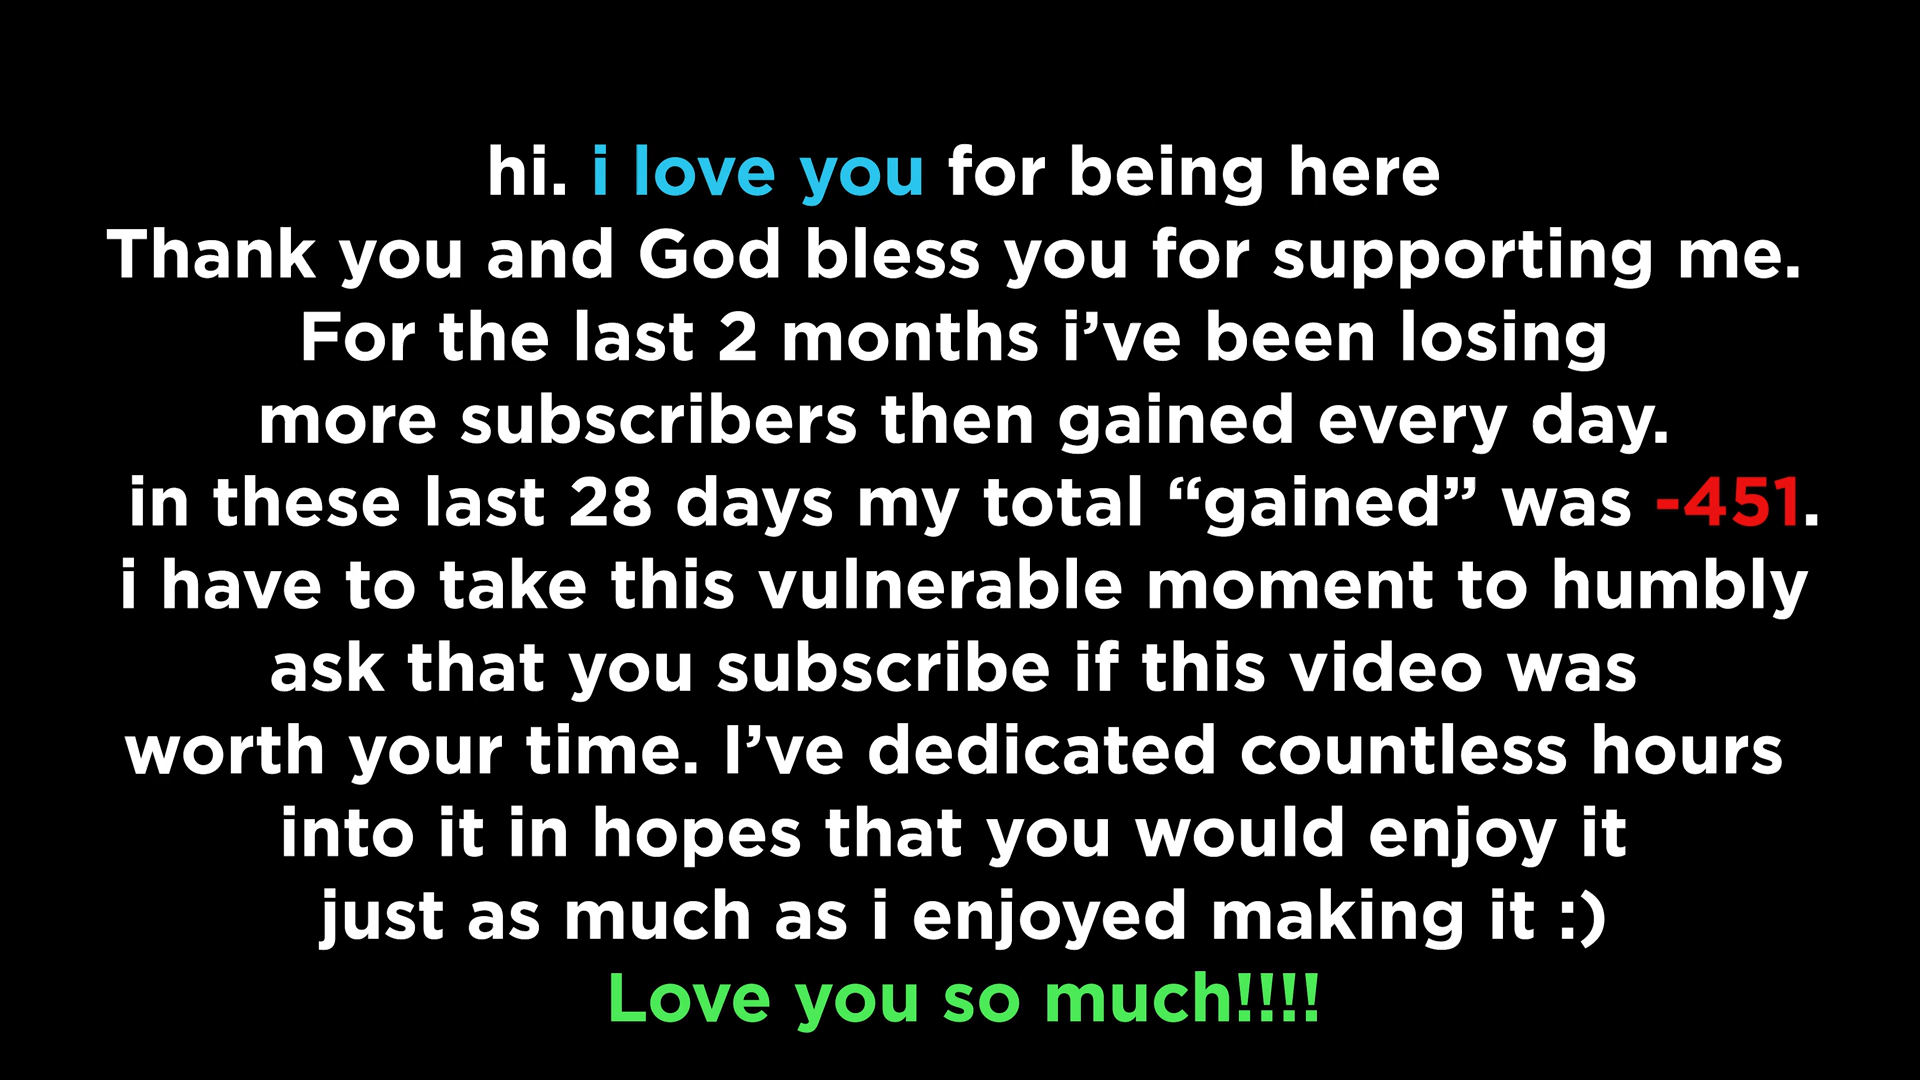 hi. i love you for being here
Thank you and God bless you for supporting me.
For the last 2 months i’ve been losing
more subscribers then gained every day.
in these last 28 days my total “gained” was -451.
i have to take this vulnerable moment to humbly
ask that you subscribe if this video was
worth your time. I’ve dedicated countless hours
into it in hopes that you would enjoy it
just as much as i enjoyed making it :)
Love you so much!!!!